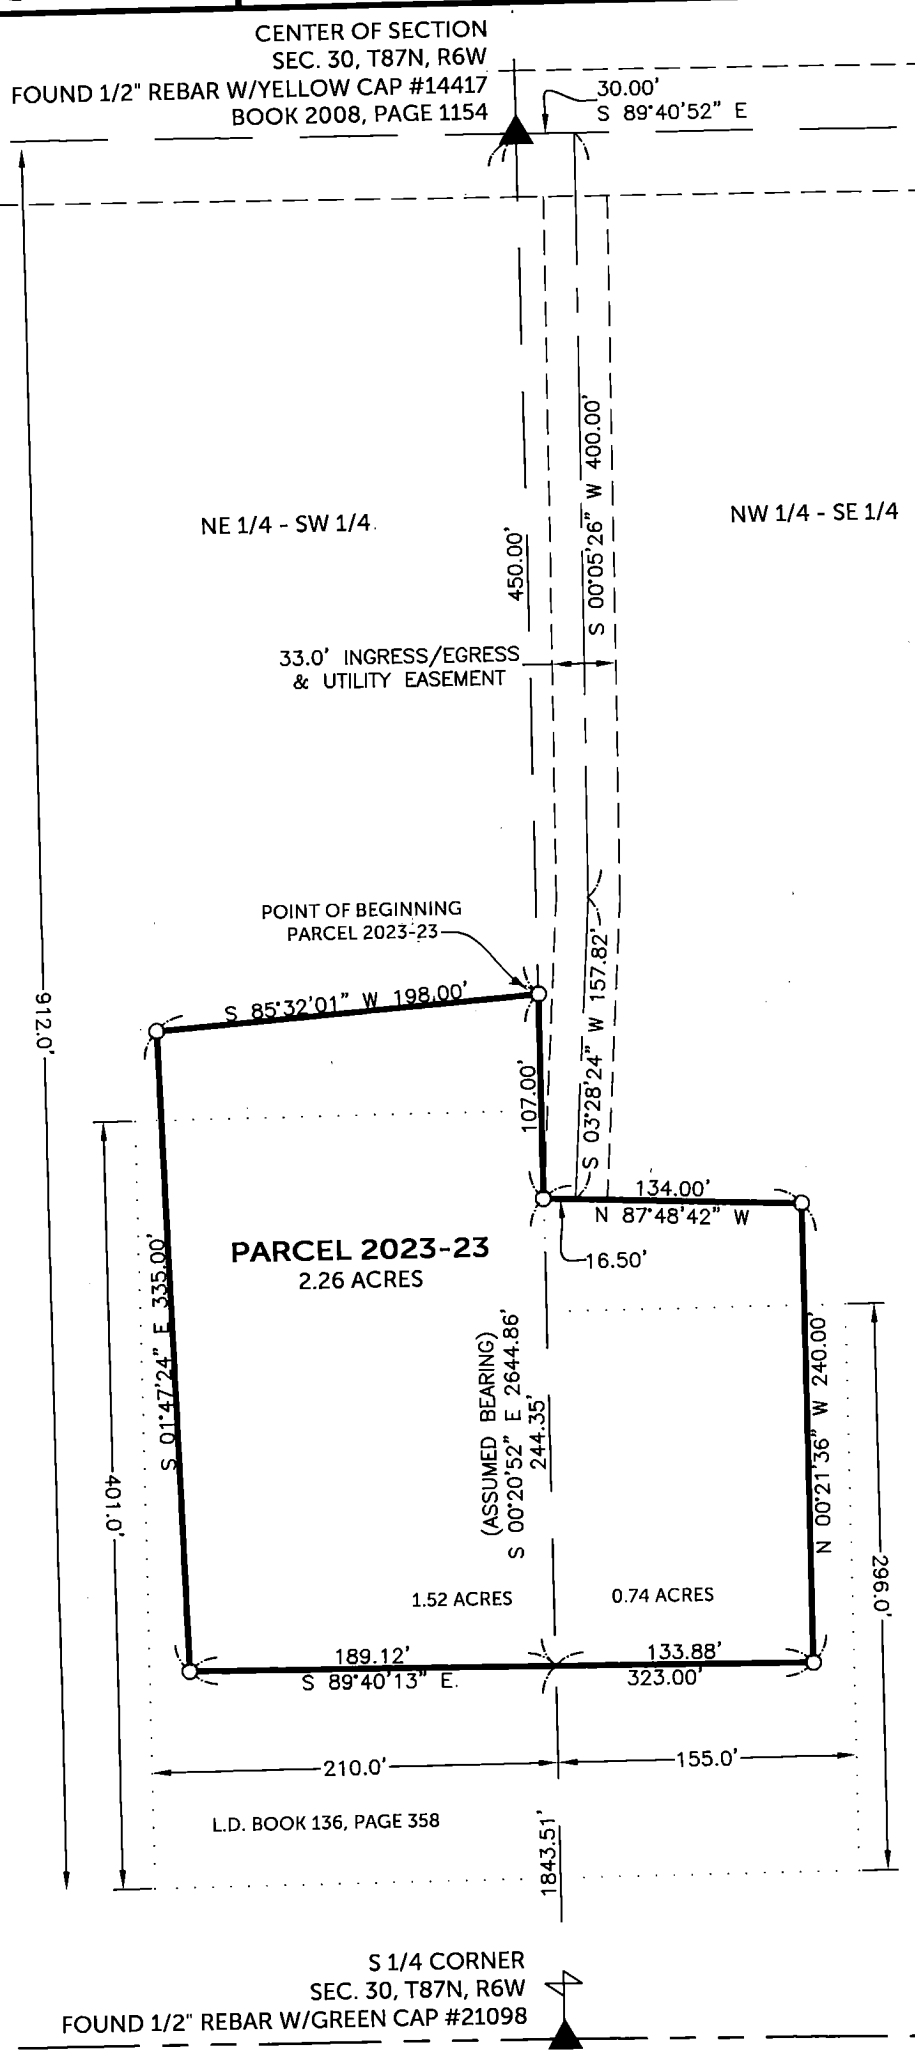 CENTER OF SECTION
SEC. 30, T87N, R6W
FOUND 1/2" REBAR W/YELLOW CAP #14417
BOOK 2008, PAGE 1154
30.00'
S 89°40'52" E
NE 1/4 - SW 1/4
NW 1/4 - SE 1/4
450.00'
S 00°05'26" W 400.00'
33.0' INGRESS/EGRESS
& UTILITY EASEMENT
POINT OF BEGINNING
PARCEL 2023-23
S 85°32'01" W 198.00'
912.0'
107.00'
S 03°28'24" W 157.82'
134.00'
N 87°48'42" W
16.50'
PARCEL 2023-23
2.26 ACRES
S 01°47'24" E 335.00'
(ASSUMED BEARING)
S 00°20'52" E 2644.86'
244.35'
N 00°21'36" W 240.00'
401.0'
296.0'
1.52 ACRES
0.74 ACRES
189.12'
S 89°40'13" E
133.88'
323.00'
210.0'
155.0'
L.D. BOOK 136, PAGE 358
1843.51'
S 1/4 CORNER
SEC. 30, T87N, R6W
FOUND 1/2" REBAR W/GREEN CAP #21098